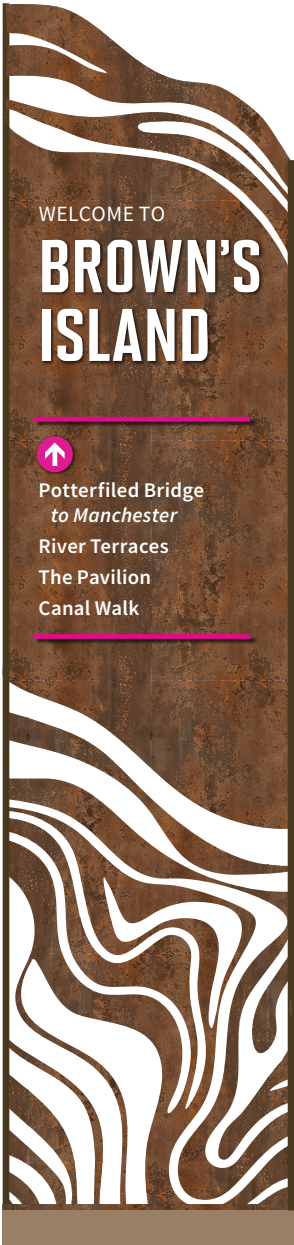 WELCOME TO
BROWN'S
ISLAND
Potterfiled Bridge
to Manchester
River Terraces
The Pavilion
Canal Walk